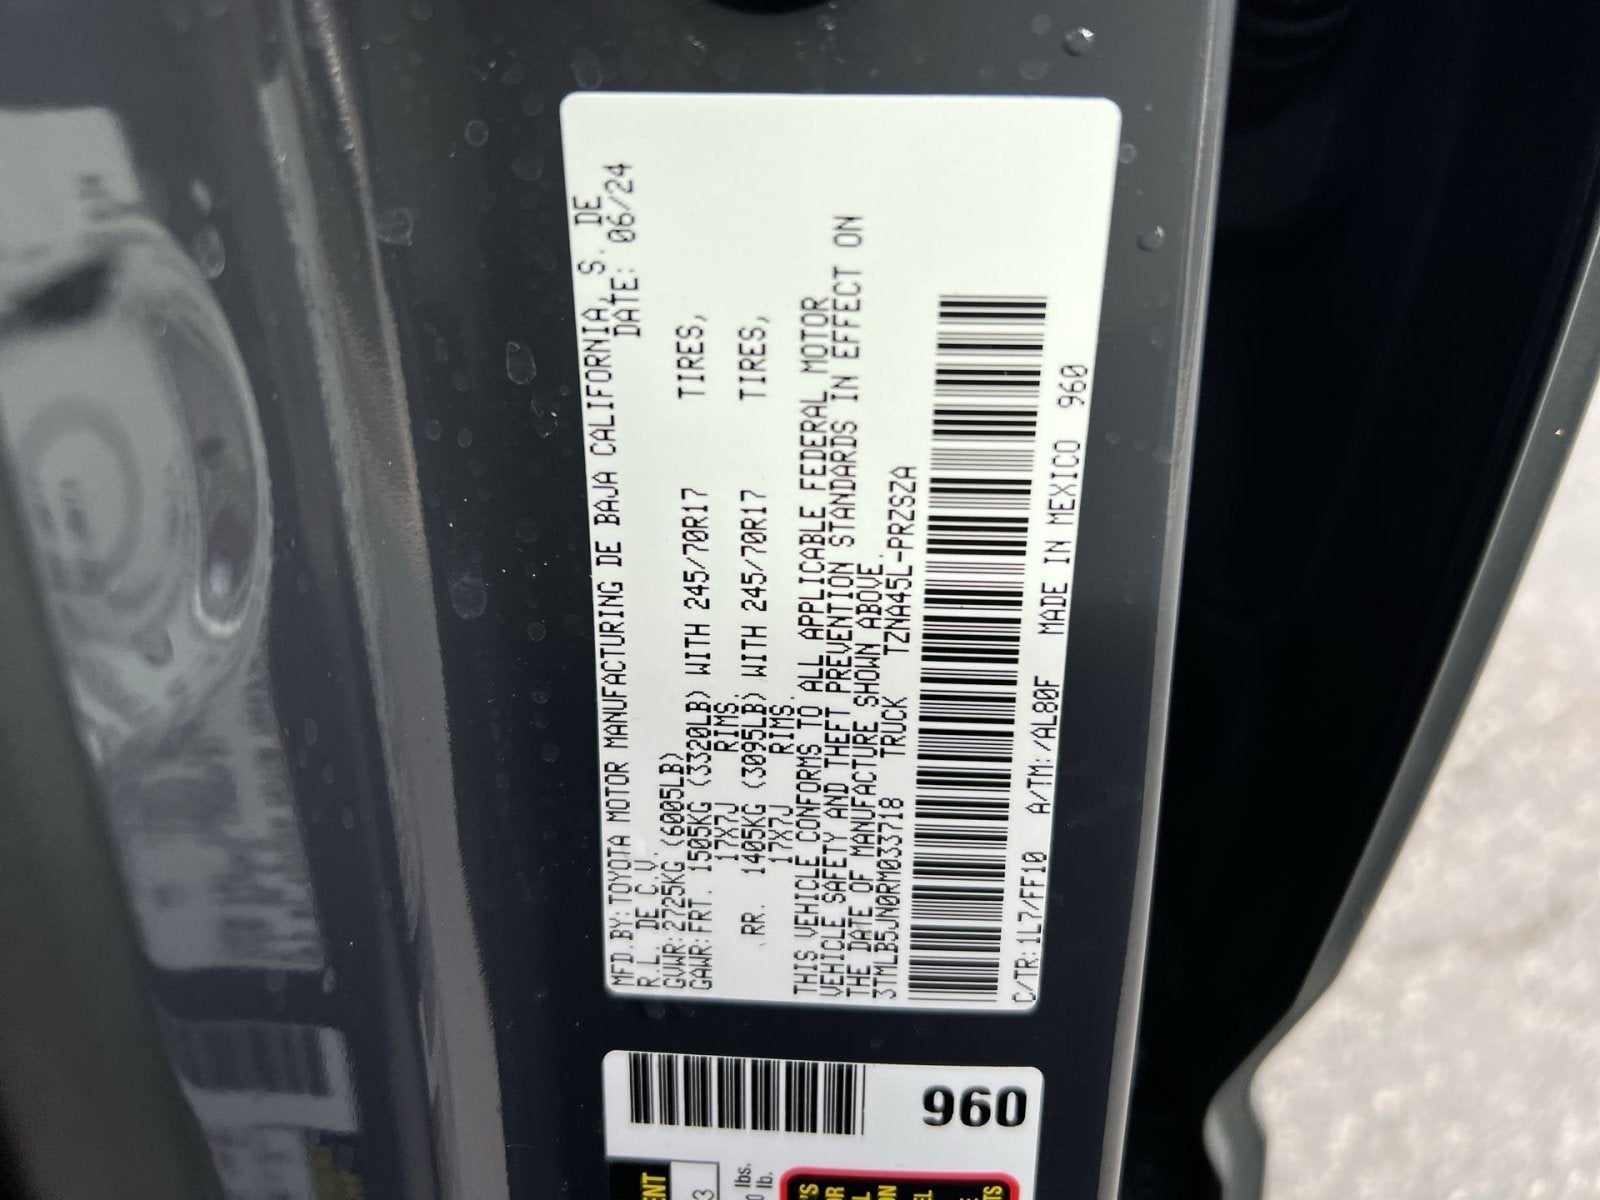 MFD.BY:TOYOTA MOTOR MANUFACTURING DE BAJA CALIFORNIA, S. DE
R.L. DE C.V. DATE: 06/24
GVWR:2725KG (6005LB)
GAWR:FRT. 1505KG (3320LB) WITH 245/70R17 TIRES,
17X7J RIMS.
RR. 1405KG (3095LB) WITH 245/70R17 TIRES,
17X7J RIMS.
THIS VEHICLE CONFORMS TO ALL APPLICABLE FEDERAL MOTOR
VEHICLE SAFETY AND THEFT PREVENTION STANDARDS IN EFFECT ON
THE DATE OF MANUFACTURE SHOWN ABOVE.
3TMLB5JN0RM033718 TRUCK TZNA45L-PRZSZA
C/TR:1L7/FF10 A/TM:/AL80F MADE IN MEXICO 960
960
lbs.
lb.